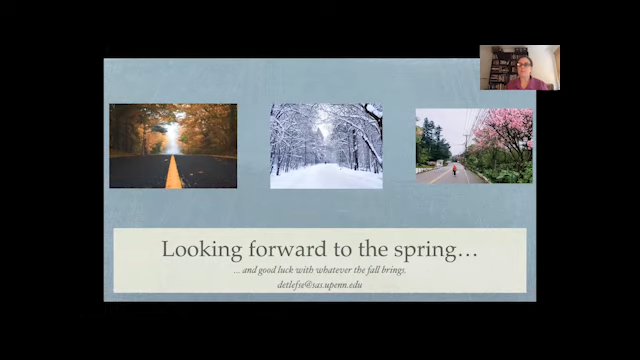 Looking forward to the spring…
... and good luck with whatever the fall brings.
detlefse@sas.upenn.edu